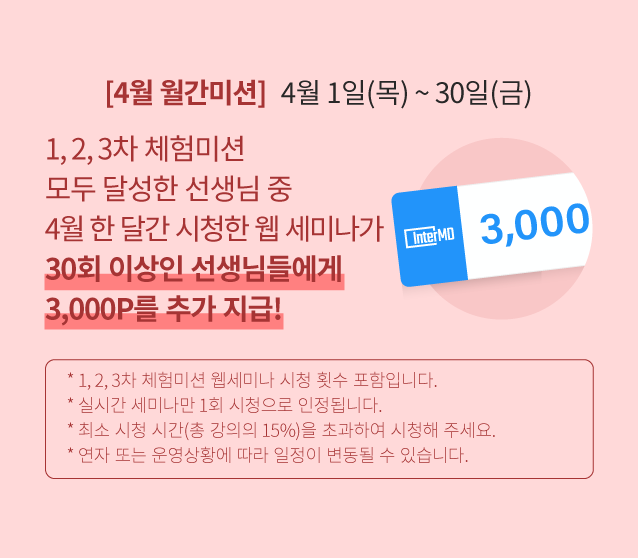 [4월 월간미션] 4월 1일(목) ~ 30일(금)
1, 2, 3차 체험미션
모두 달성한 선생님 중
4월 한 달간 시청한 웹 세미나가
30회 이상인 선생님들에게
3,000P를 추가 지급!
InterMD
3,000
* 1, 2, 3차 체험미션 웹세미나 시청 횟수 포함입니다.
* 실시간 세미나만 1회 시청으로 인정됩니다.
* 최소 시청 시간(총 강의의 15%)을 초과하여 시청해 주세요.
* 연자 또는 운영상황에 따라 일정이 변동될 수 있습니다.